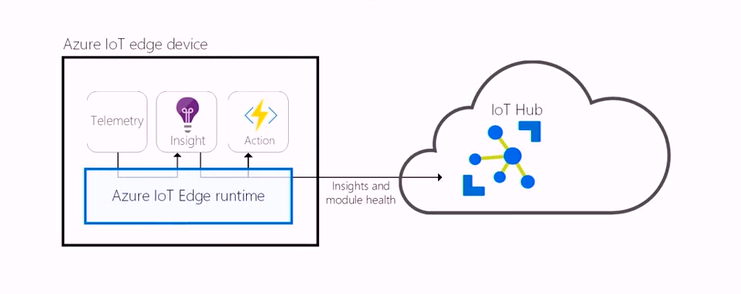 Azure IoT edge device
Telemetry
Insight
Action
Azure IoT Edge runtime
Insights and
module health
IoT Hub